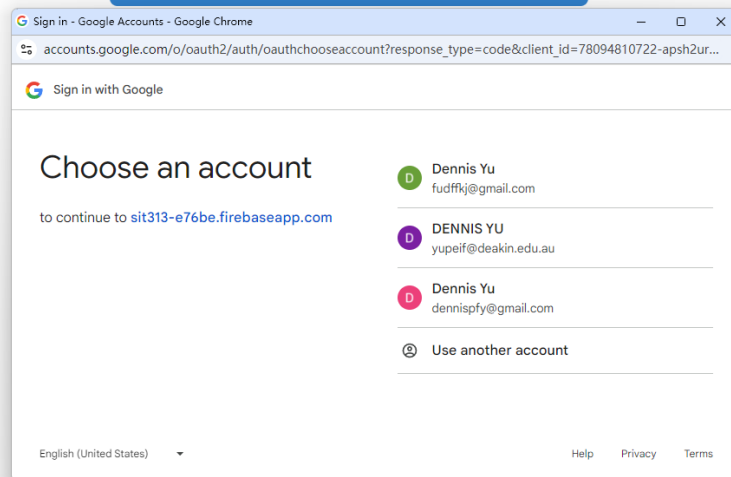 Sign in - Google Accounts - Google Chrome
accounts.google.com/o/oauth2/auth/oauthchooseaccount?response_type=code&client_id=78094810722-apsh2ur...
Sign in with Google
Choose an account
to continue to sit313-e76be.firebaseapp.com
D
Dennis Yu
fudffkj@gmail.com
D
DENNIS YU
yupeif@deakin.edu.au
D
Dennis Yu
dennispfy@gmail.com
Use another account
English (United States)
Help
Privacy
Terms